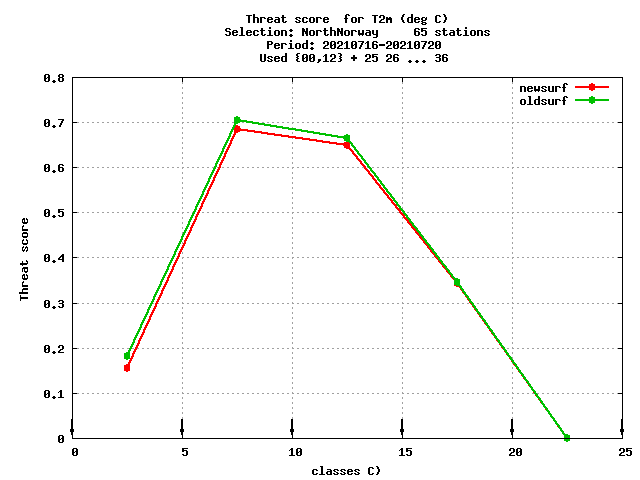 Threat score  for T2m (deg C)
Selection: NorthNorway     65 stations
Period: 20210716-20210720
Used {00,12} + 25 26 ... 36
newsurf
oldsurf
0.8
0.7
0.6
0.5
0.4
0.3
0.2
0.1
0
Threat score
0 5 10 15 20 25
classes C)